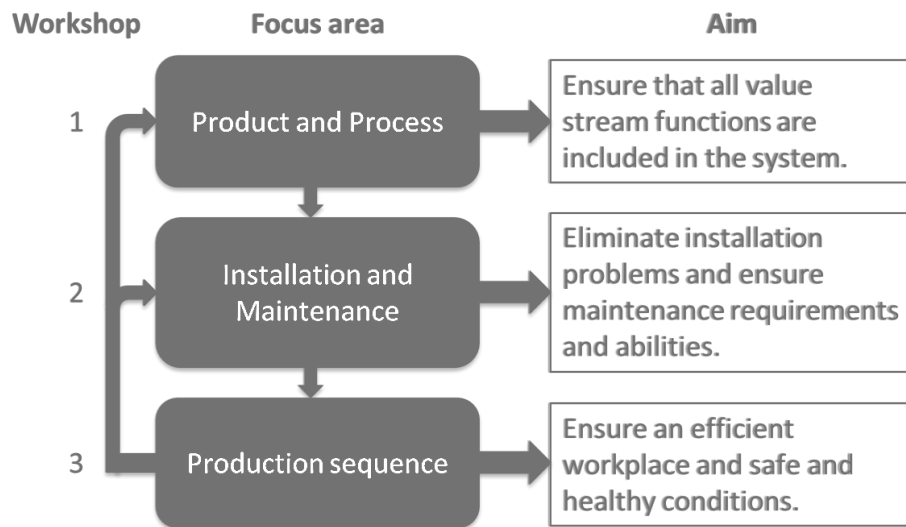 Workshop Focus area Aim
1
Product and Process
Ensure that all value
stream functions are
included in the system.
2
Installation and
Maintenance
Eliminate installation
problems and ensure
maintenance requirements
and abilities.
3
Production sequence
Ensure an efficient
workplace and safe and
healthy conditions.